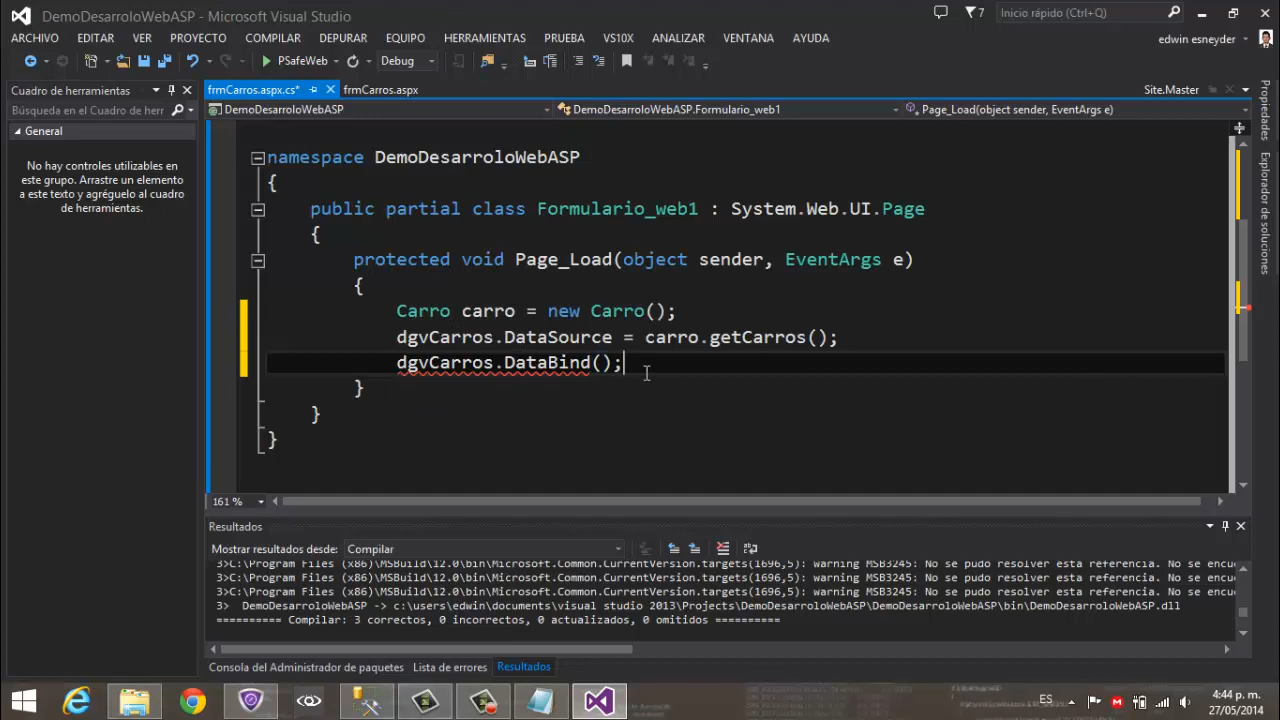 DemoDesarroloWebASP - Microsoft Visual Studio
7
Inicio rápido (Ctrl+Q)
ARCHIVO EDITAR VER PROYECTO COMPILAR DEPURAR EQUIPO HERRAMIENTAS PRUEBA VS10X ANALIZAR VENTANA AYUDA
edwin esneyder
PSafeWeb Debug
Cuadro de herramientas
frmCarros.aspx.cs* frmCarros.aspx Site.Master
Búsqueda en el Cuadro de herr
DemoDesarroloWebASP DemoDesarroloWebASP.Formulario_web1 Page_Load(object sender, EventArgs e)
General
No hay controles utilizables en
este grupo. Arrastre un elemento
a este texto y agréguelo al cuadro
de herramientas.
namespace DemoDesarroloWebASP
{
public partial class Formulario_web1 : System.Web.UI.Page
{
protected void Page_Load(object sender, EventArgs e)
{
Carro carro = new Carro();
dgvCarros.DataSource = carro.getCarros();
dgvCarros.DataBind();
}
}
}
Propiedades
Explorador de soluciones
161 %
Resultados
Mostrar resultados desde: Compilar
3>C:\Program Files (x86)\MSBuild\12.0\bin\Microsoft.Common.CurrentVersion.targets(1696,5): warning MSB3245: No se pudo resolver esta referencia. No se encue
3>C:\Program Files (x86)\MSBuild\12.0\bin\Microsoft.Common.CurrentVersion.targets(1696,5): warning MSB3245: No se pudo resolver esta referencia. No se encue
3>C:\Program Files (x86)\MSBuild\12.0\bin\Microsoft.Common.CurrentVersion.targets(1696,5): warning MSB3245: No se pudo resolver esta referencia. No se encue
3> DemoDesarroloWebASP -> c:\users\edwin\documents\visual studio 2013\Projects\DemoDesarroloWebASP\DemoDesarroloWebASP\bin\DemoDesarroloWebASP.dll
========== Compilar: 3 correctos, 0 incorrectos, 0 actualizados, 0 omitidos ==========
Consola del Administrador de paquetes Lista de errores Resultados
ES
4:44 p. m.
27/05/2014